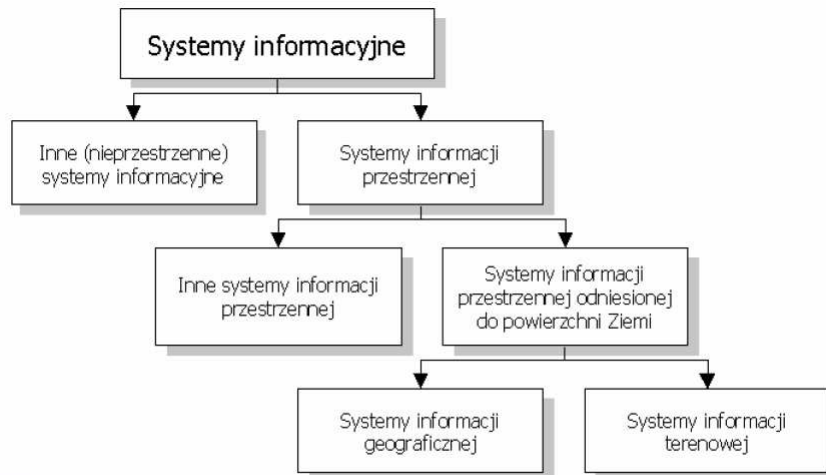 Systemy informacyjne
Inne (nieprzestrzenne)
systemy informacyjne
Systemy informacji
przestrzennej
Inne systemy informacji
przestrzennej
Systemy informacji
przestrzennej odniesionej
do powierzchni Ziemi
Systemy informacji
geograficznej
Systemy informacji
terenowej